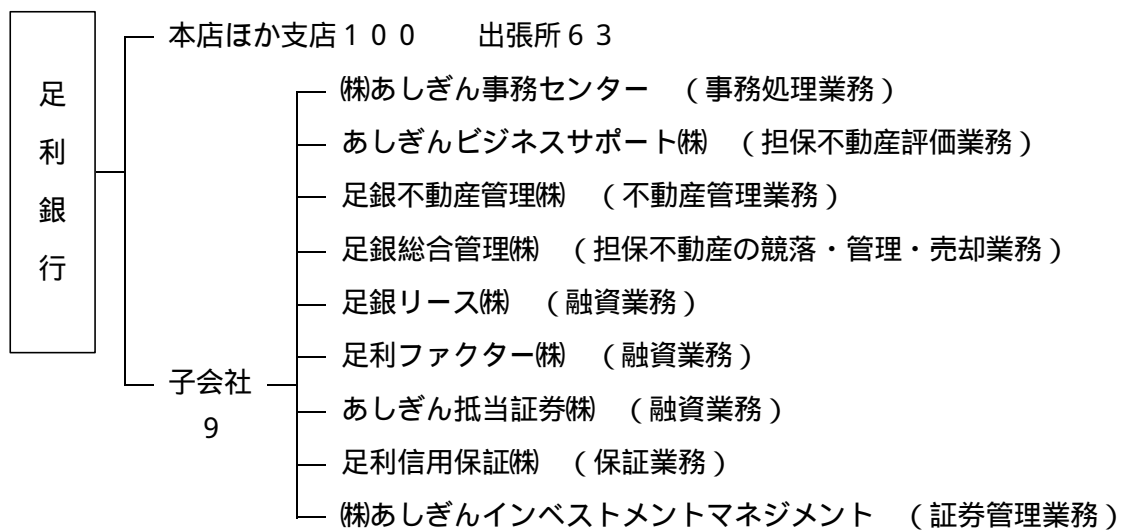 足利銀行
本店ほか支店１００　出張所６３
㈱あしぎん事務センター　（事務処理業務）
あしぎんビジネスサポート㈱　（担保不動産評価業務）
足銀不動産管理㈱　（不動産管理業務）
足銀総合管理㈱　（担保不動産の競落・管理・売却業務）
足銀リース㈱　（融資業務）
足利ファクター㈱　（融資業務）
子会社
９
あしぎん抵当証券㈱　（融資業務）
足利信用保証㈱　（保証業務）
㈱あしぎんインベストメントマネジメント　（証券管理業務）